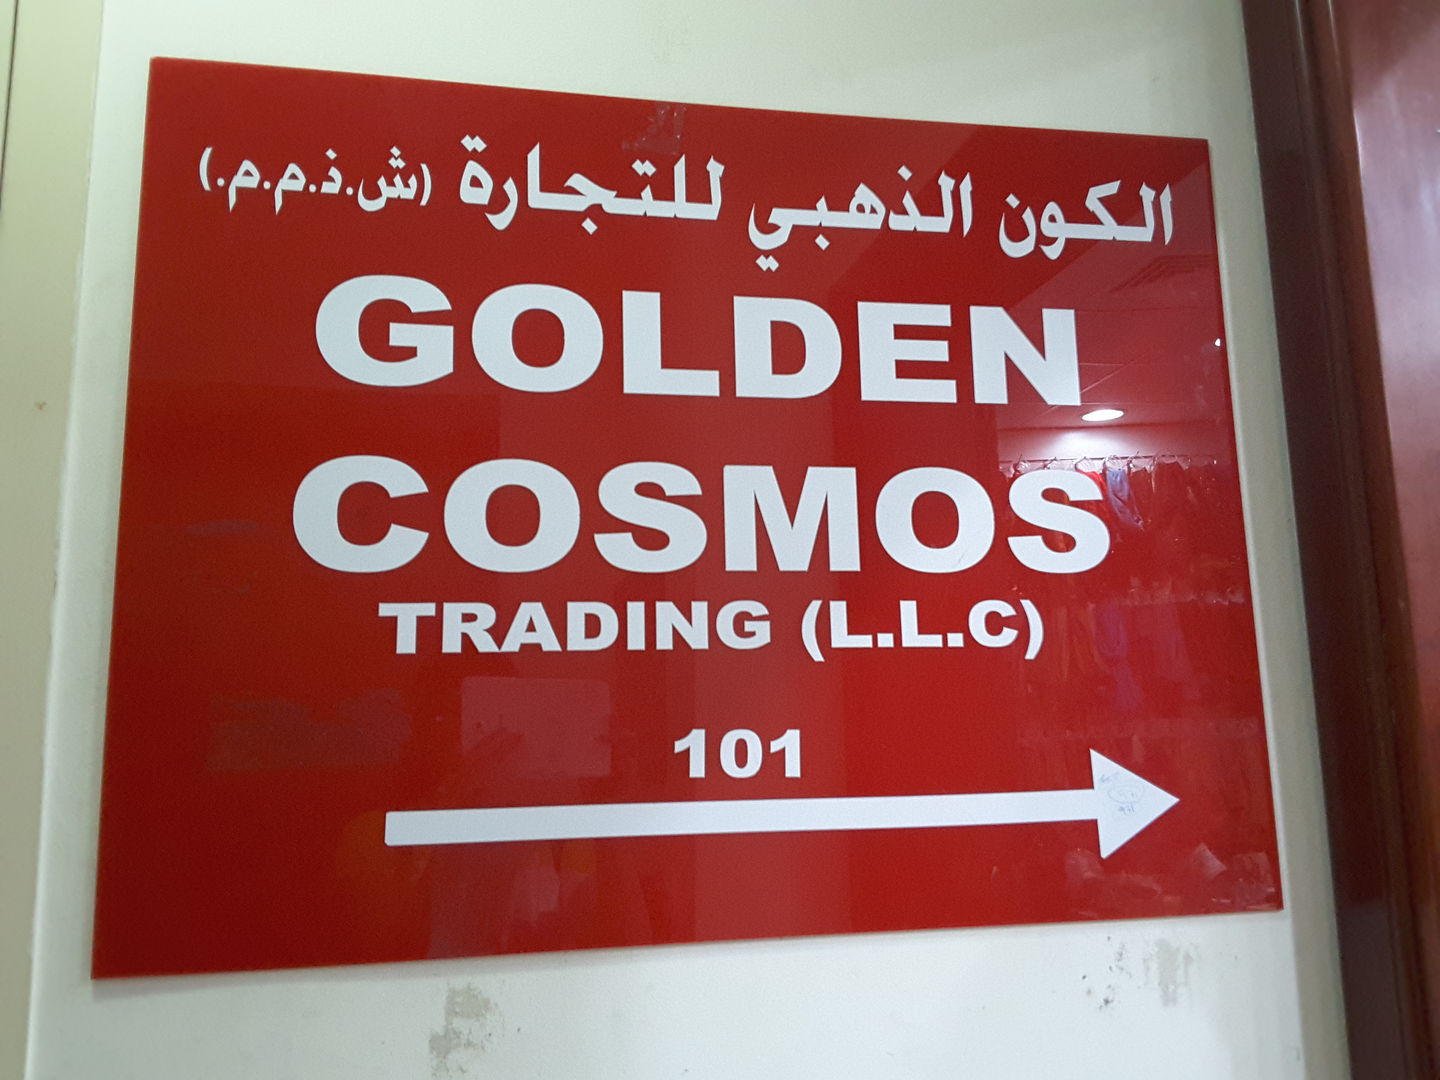 الكون الذهبي للتجارة (ش.ذ.م.م.)
GOLDEN
COSMOS
TRADING (L.L.C)
101